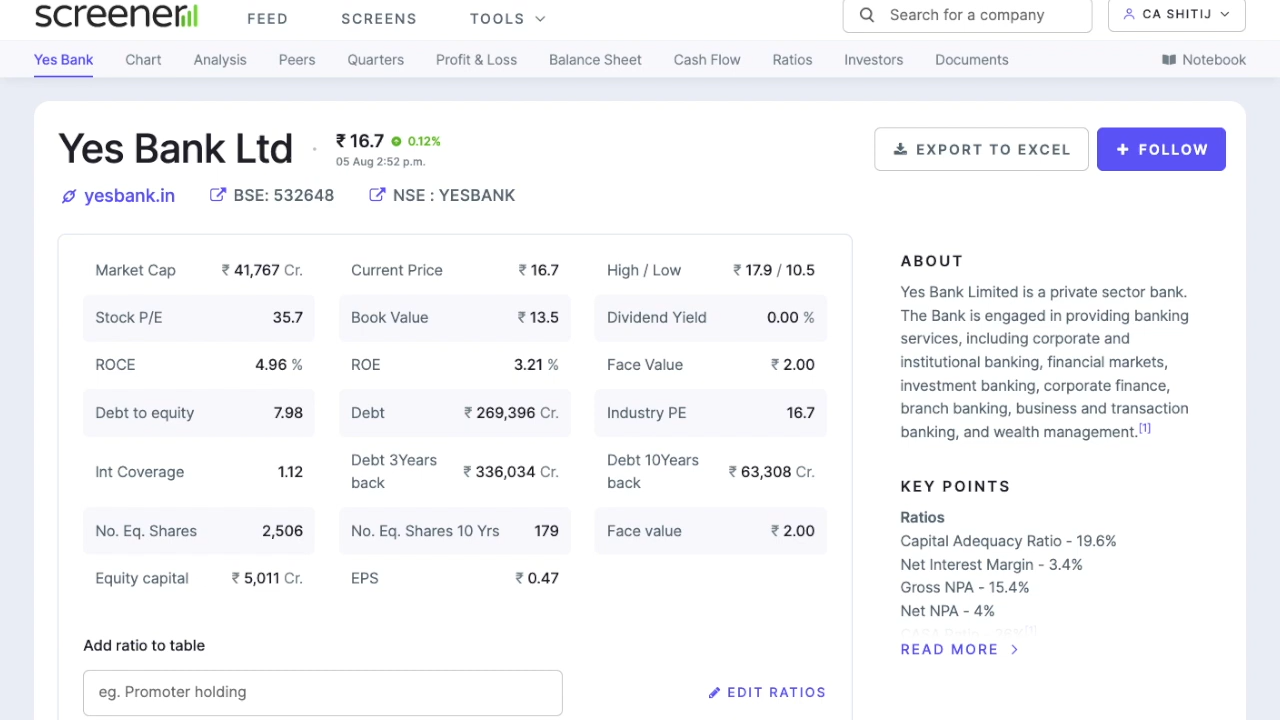 screener
FEED
SCREENS
TOOLS
Search for a company
CA SHITIJ
Yes Bank
Chart
Analysis
Peers
Quarters
Profit & Loss
Balance Sheet
Cash Flow
Ratios
Investors
Documents
Notebook
Yes Bank Ltd
₹ 16.7 0.12%
05 Aug 2:52 p.m.
EXPORT TO EXCEL
+ FOLLOW
yesbank.in
BSE: 532648
NSE : YESBANK
Market Cap ₹ 41,767 Cr.
Current Price ₹ 16.7
High / Low ₹ 17.9 / 10.5
Stock P/E 35.7
Book Value ₹ 13.5
Dividend Yield 0.00 %
ROCE 4.96 %
ROE 3.21 %
Face Value ₹ 2.00
Debt to equity 7.98
Debt ₹ 269,396 Cr.
Industry PE 16.7
Int Coverage 1.12
Debt 3Years
back ₹ 336,034 Cr.
Debt 10Years
back ₹ 63,308 Cr.
No. Eq. Shares 2,506
No. Eq. Shares 10 Yrs 179
Face value ₹ 2.00
Equity capital ₹ 5,011 Cr.
EPS ₹ 0.47
Add ratio to table
eg. Promoter holding
EDIT RATIOS
ABOUT
Yes Bank Limited is a private sector bank.
The Bank is engaged in providing banking
services, including corporate and
institutional banking, financial markets,
investment banking, corporate finance,
branch banking, business and transaction
banking, and wealth management.[1]
KEY POINTS
Ratios
Capital Adequacy Ratio - 19.6%
Net Interest Margin - 3.4%
Gross NPA - 15.4%
Net NPA - 4%
READ MORE